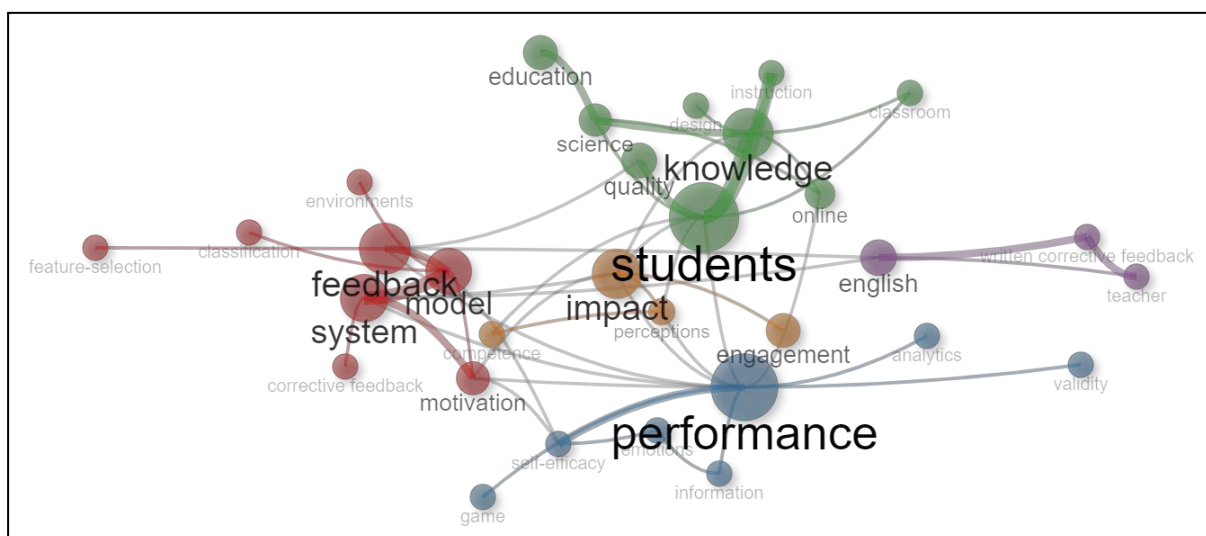 education
instruction
classroom
design
science
knowledge
quality
environments
online
students
classification
feature-selection
feedback
model
system
impact
english
written corrective feedback
teacher
perceptions
competence
engagement
analytics
corrective feedback
motivation
validity
performance
emotions
self-efficacy
information
game